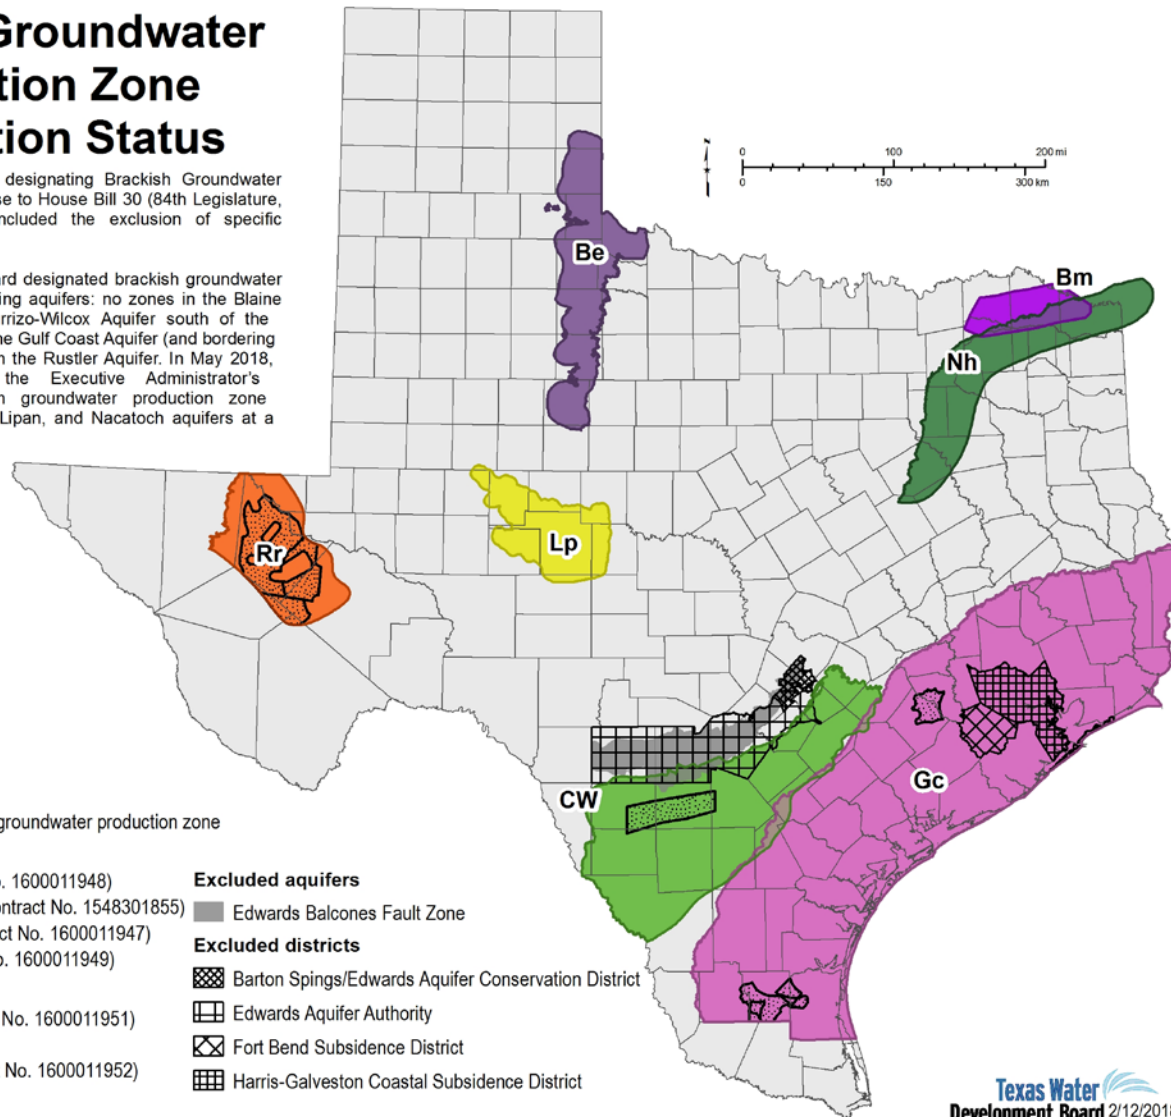 Groundwater
tion Zone
tion Status
designating Brackish Groundwater
se to House Bill 30 (84th Legislature,
ncluded the exclusion of specific
ard designated brackish groundwater
ing aquifers: no zones in the Blaine
rrizo-Wilcox Aquifer south of the
he Gulf Coast Aquifer (and bordering
n the Rustler Aquifer. In May 2018,
the Executive Administrator's
n groundwater production zone
Lipan, and Nacatoch aquifers at a
0 100 200 mi
0 150 300 km
Be
Bm
Nh
Lp
Rr
CW
Gc
groundwater production zone
o. 1600011948)
ontract No. 1548301855)
ct No. 1600011947)
o. 1600011949)
No. 1600011951)
No. 1600011952)
Excluded aquifers
Edwards Balcones Fault Zone
Excluded districts
Barton Spings/Edwards Aquifer Conservation District
Edwards Aquifer Authority
Fort Bend Subsidence District
Harris-Galveston Coastal Subsidence District
Texas Water
Development Board 2/12/201